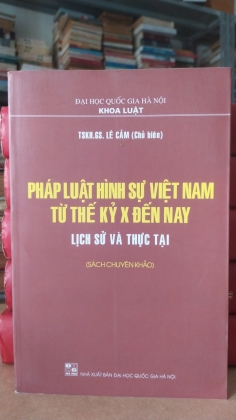 ĐẠI HỌC QUỐC GIA HÀ NỘI
KHOA LUẬT
TSKH.GS. LÊ CẢM (Chủ biên)
PHÁP LUẬT HÌNH SỰ VIỆT NAM
TỪ THẾ KỶ X ĐẾN NAY
LỊCH SỬ VÀ THỰC TẠI
(SÁCH CHUYÊN KHẢO)
NHÀ XUẤT BẢN ĐẠI HỌC QUỐC GIA HÀ NỘI